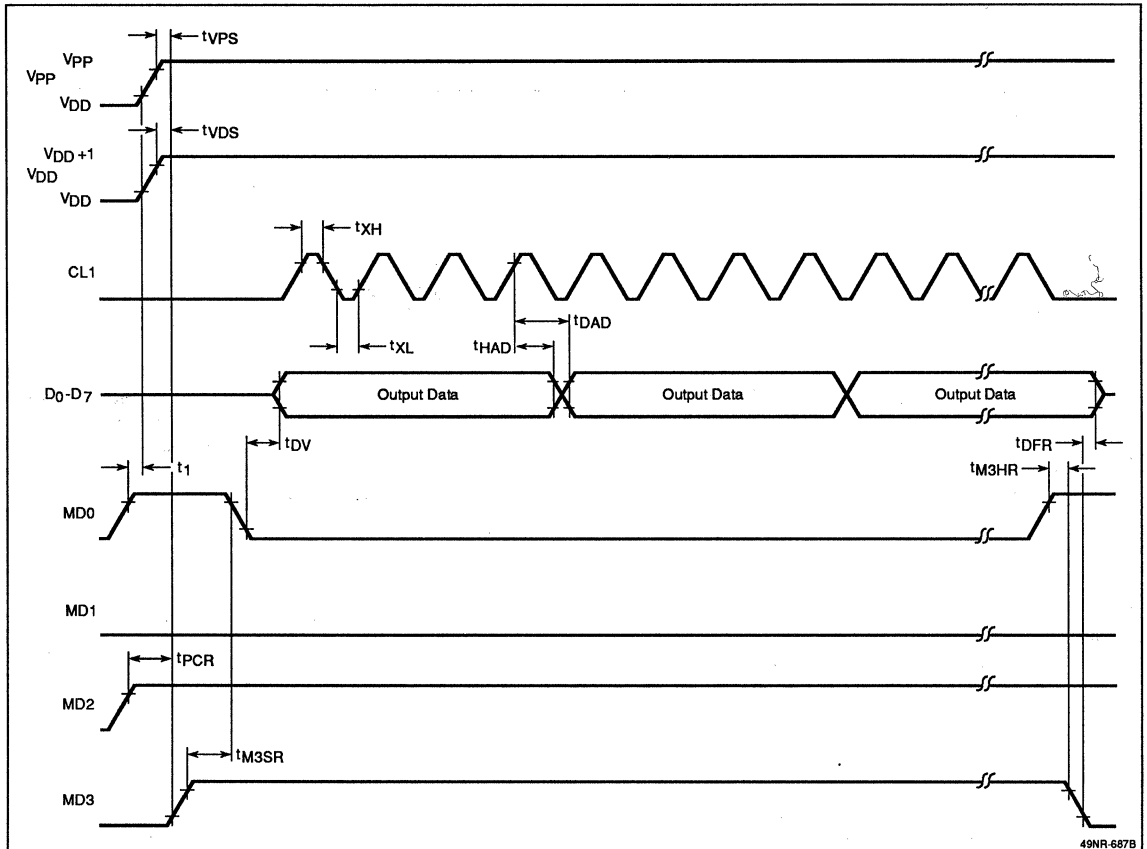 tVPS
VPP
VPP
VDD
tVDS
VDD +1
VDD
VDD
tXH
CL1
tDAD
tXL
tHAD
D0-D7
Output Data
Output Data
Output Data
tDV
tDFR
t1
tM3HR
MD0
MD1
tPCR
MD2
tM3SR
MD3
49NR-687B